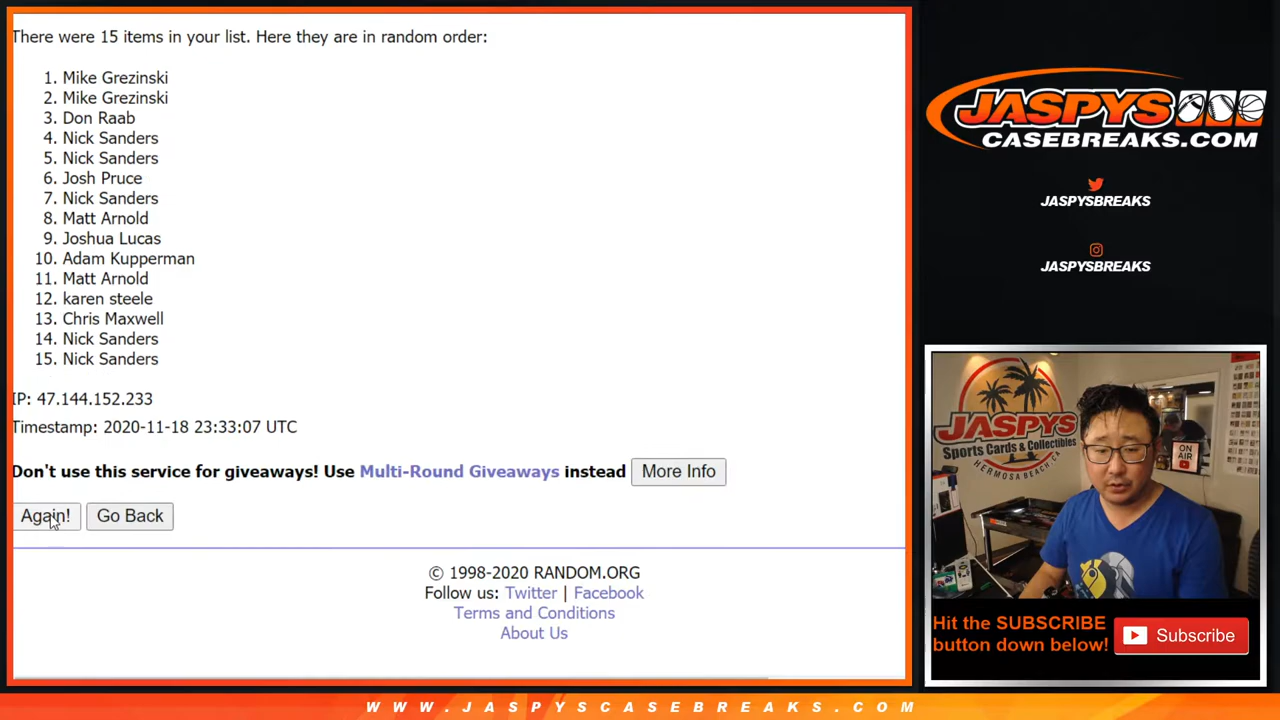 There were 15 items in your list. Here they are in random order:
1. Mike Grezinski
2. Mike Grezinski
3. Don Raab
4. Nick Sanders
5. Nick Sanders
6. Josh Pruce
7. Nick Sanders
8. Matt Arnold
9. Joshua Lucas
10. Adam Kupperman
11. Matt Arnold
12. karen steele
13. Chris Maxwell
14. Nick Sanders
15. Nick Sanders
IP: 47.144.152.233
Timestamp: 2020-11-18 23:33:07 UTC
Don't use this service for giveaways! Use Multi-Round Giveaways instead More Info
Again! Go Back
© 1998-2020 RANDOM.ORG
Follow us: Twitter | Facebook
Terms and Conditions
About Us
JASPYS
CASEBREAKS.COM
JASPYSBREAKS
JASPYSBREAKS
JASPYS
Sports Cards & Collectibles
HERMOSA BEACH, CA.
ON AIR
Hit the SUBSCRIBE
button down below!
Subscribe
WWW.JASPYSCASEBREAKS.COM